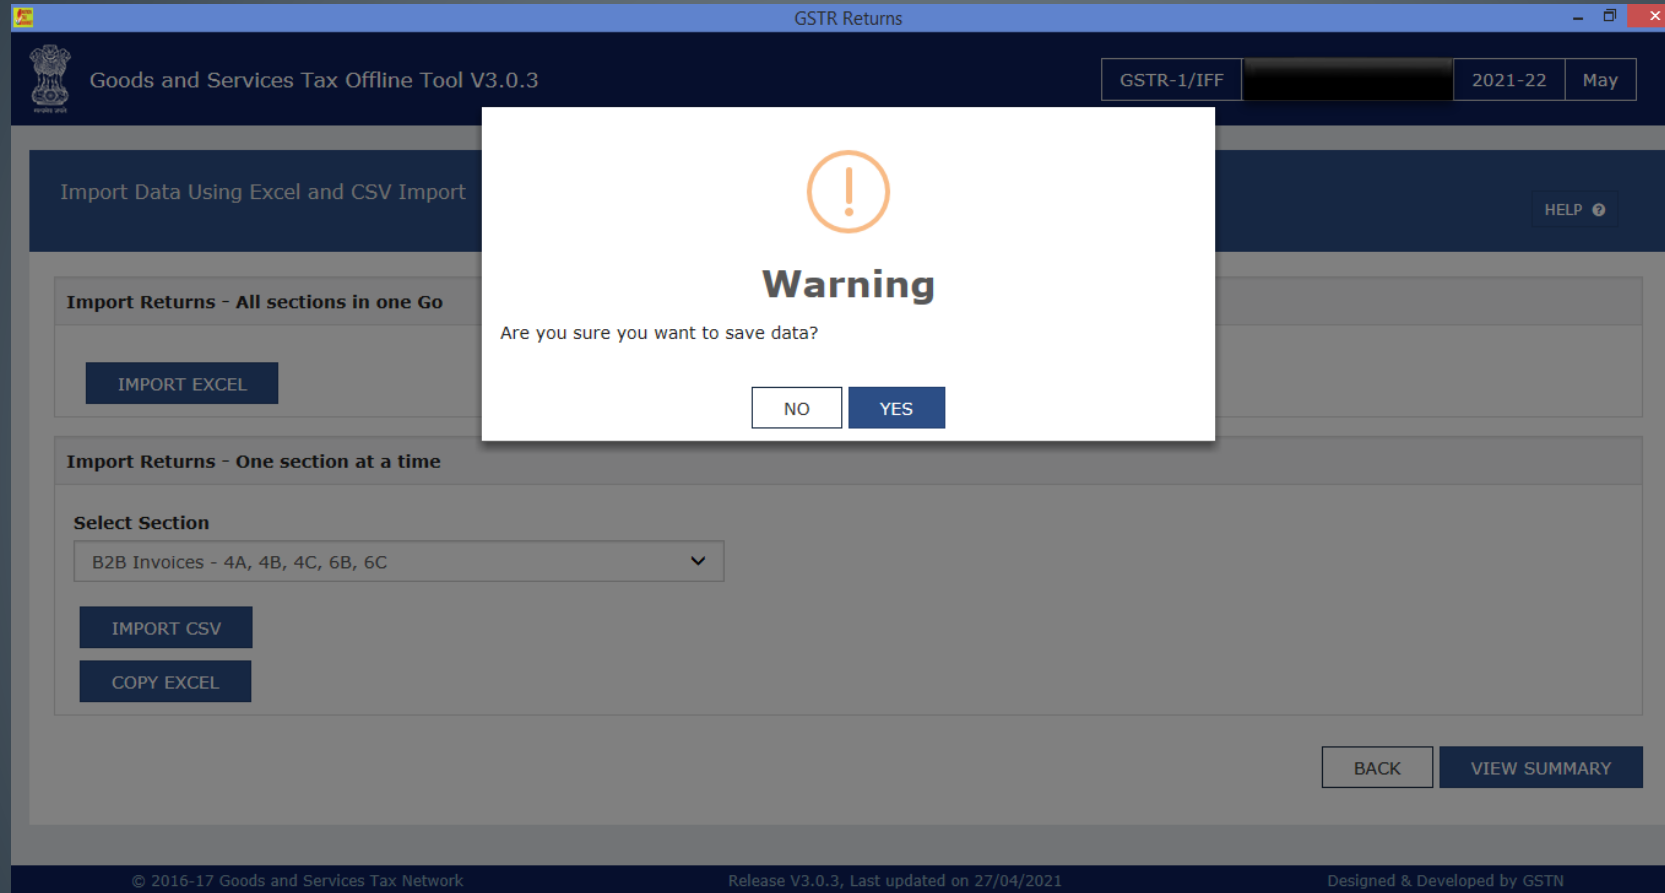 GSTR Returns
Goods and Services Tax Offline Tool V3.0.3
GSTR-1/IFF
2021-22
May
Import Data Using Excel and CSV Import
HELP
Warning
Are you sure you want to save data?
NO
YES
Import Returns - All sections in one Go
IMPORT EXCEL
Import Returns - One section at a time
Select Section
B2B Invoices - 4A, 4B, 4C, 6B, 6C
IMPORT CSV
COPY EXCEL
BACK
VIEW SUMMARY
© 2016-17 Goods and Services Tax Network
Release V3.0.3, Last updated on 27/04/2021
Designed & Developed by GSTN